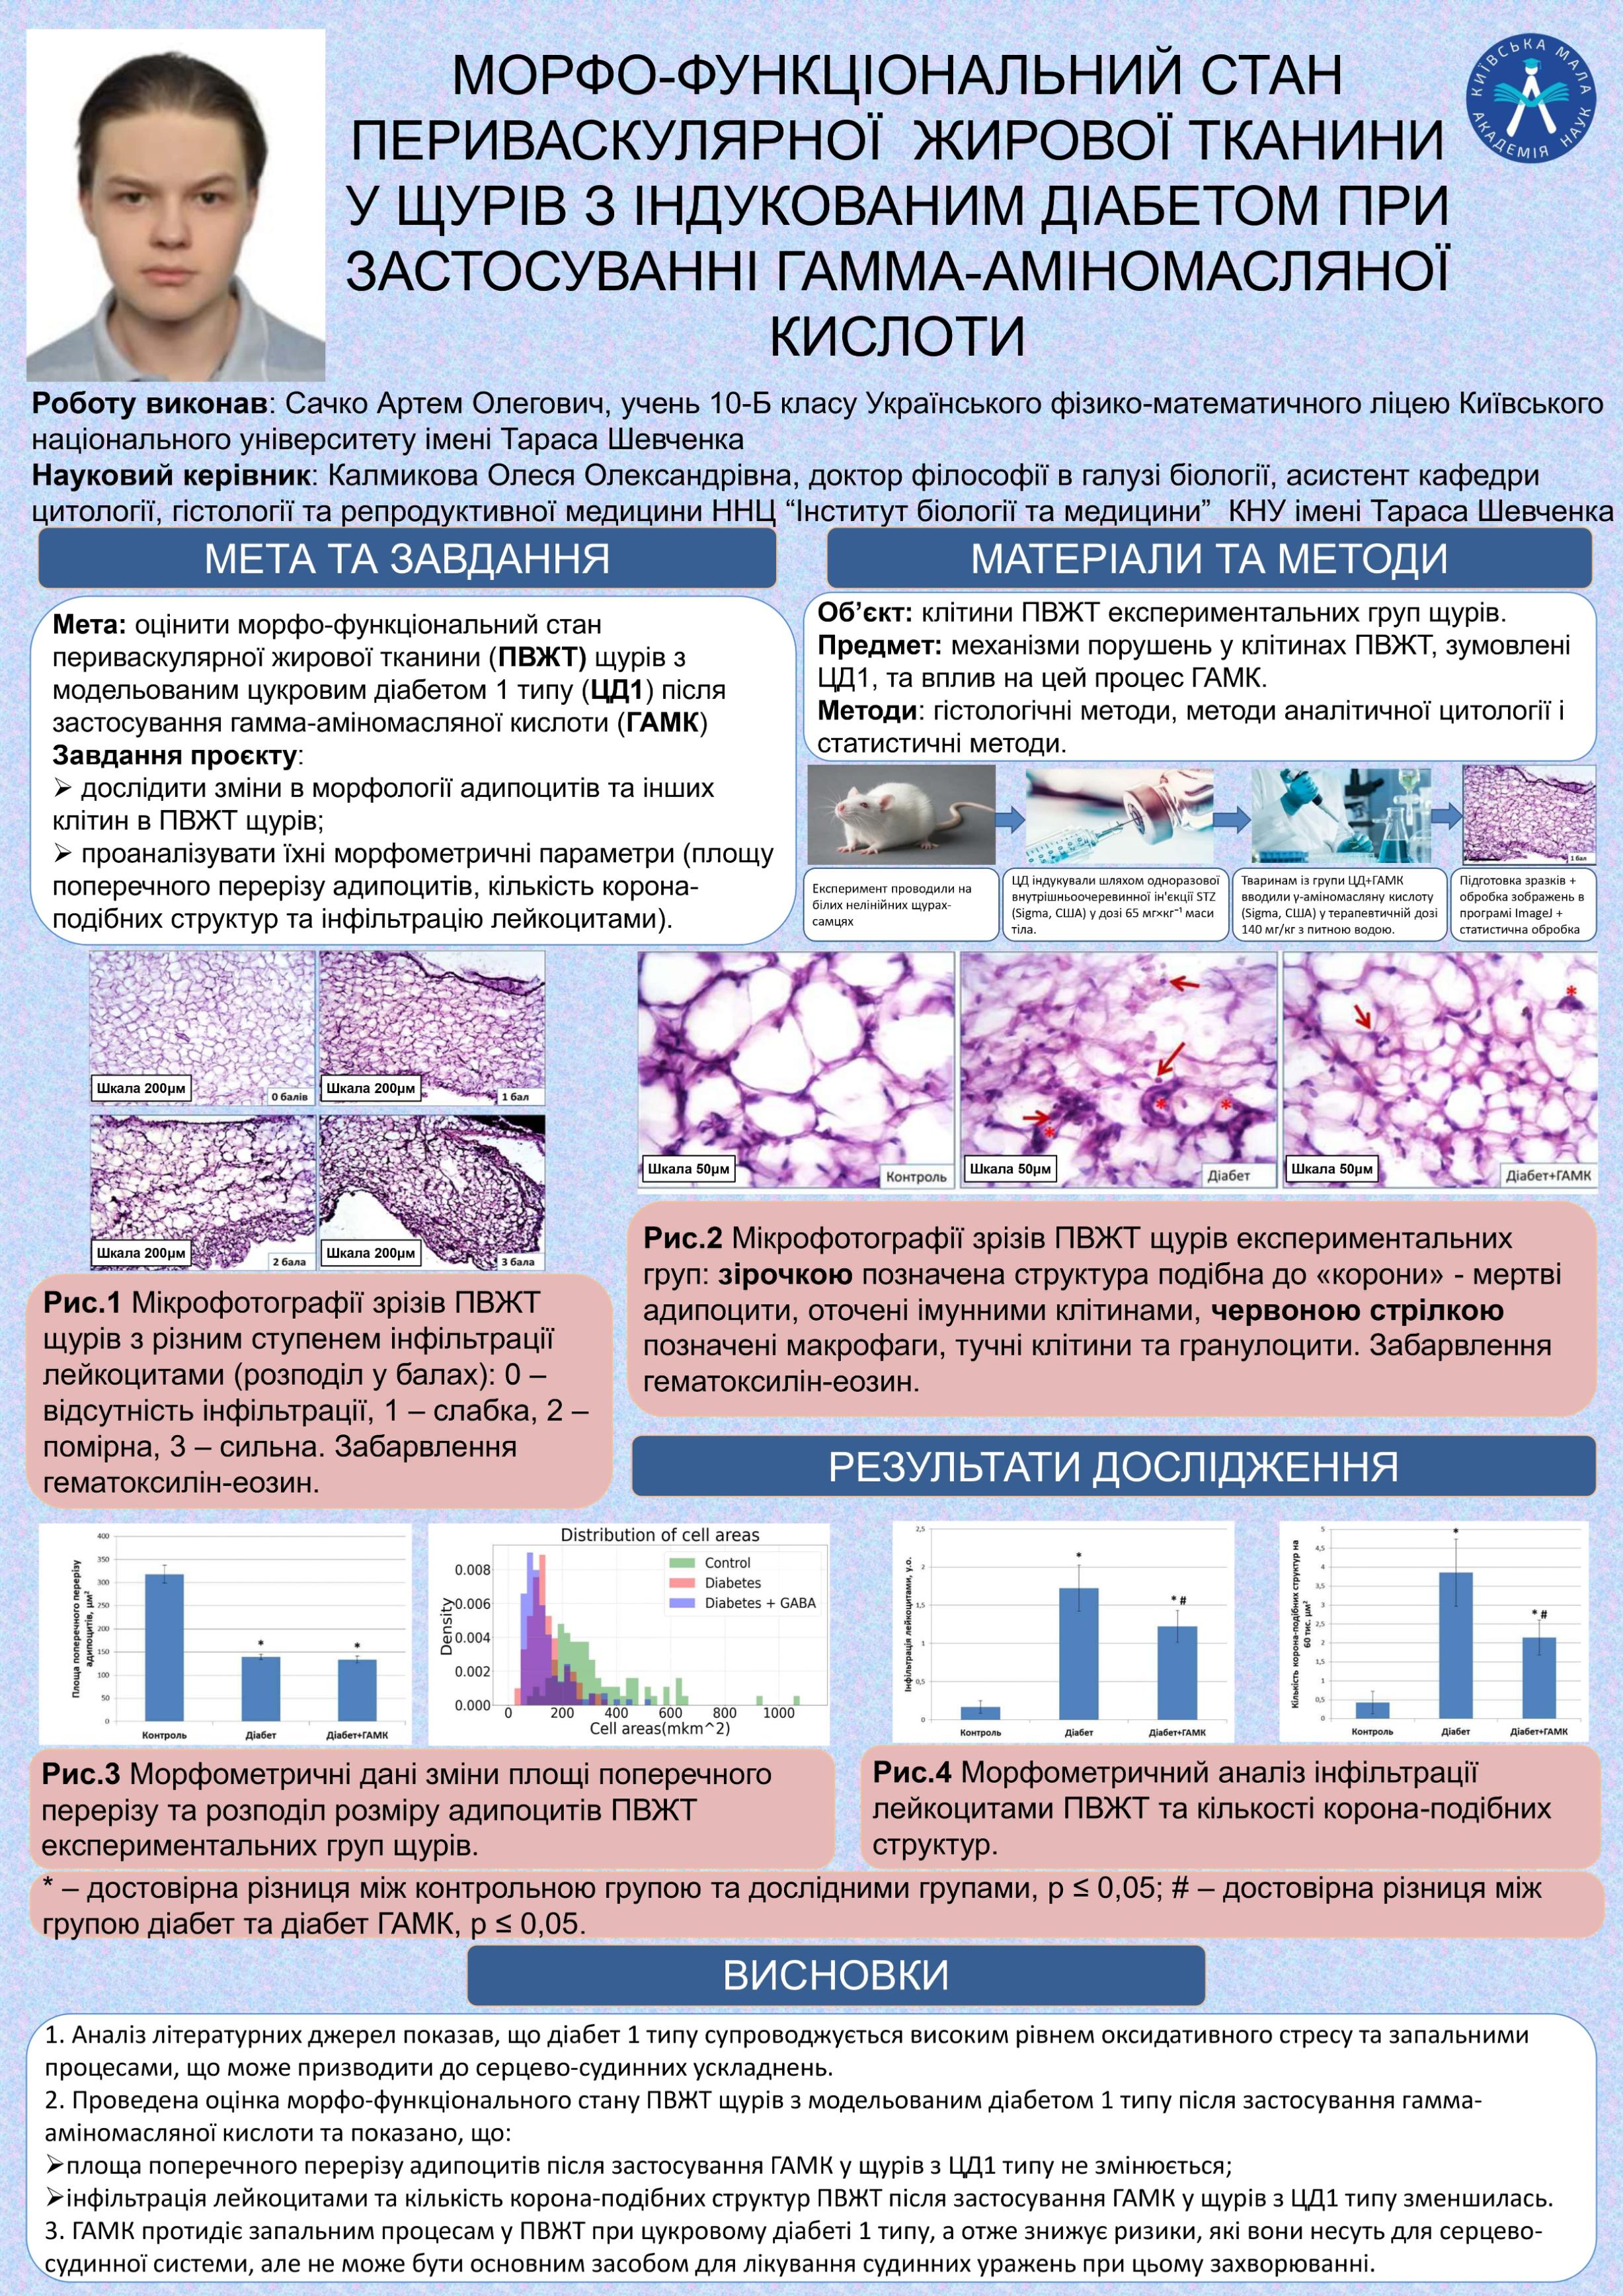 МОРФО-ФУНКЦІОНАЛЬНИЙ СТАН
ПЕРИВАСКУЛЯРНОЇ ЖИРОВОЇ ТКАНИНИ
У ЩУРІВ З ІНДУКОВАНИМ ДІАБЕТОМ ПРИ
ЗАСТОСУВАННІ ГАММА-АМІНОМАСЛЯНОЇ
КИСЛОТИ
КИЇВСЬКА МАЛА АКАДЕМІЯ НАУК
Роботу виконав: Сачко Артем Олегович, учень 10-Б класу Українського фізико-математичного ліцею Київського
національного університету імені Тараса Шевченка
Науковий керівник: Калмикова Олеся Олександрівна, доктор філософії в галузі біології, асистент кафедри
цитології, гістології та репродуктивної медицини ННЦ “Інститут біології та медицини” КНУ імені Тараса Шевченка
МЕТА ТА ЗАВДАННЯ
Мета: оцінити морфо-функціональний стан
периваскулярної жирової тканини (ПВЖТ) щурів з
модельованим цукровим діабетом 1 типу (ЦД1) після
застосування гамма-аміномасляної кислоти (ГАМК)
Завдання проєкту:
➢ дослідити зміни в морфології адипоцитів та інших
клітин в ПВЖТ щурів;
➢ проаналізувати їхні морфометричні параметри (площу
поперечного перерізу адипоцитів, кількість корона-
подібних структур та інфільтрацію лейкоцитами).
МАТЕРІАЛИ ТА МЕТОДИ
Об’єкт: клітини ПВЖТ експериментальних груп щурів.
Предмет: механізми порушень у клітинах ПВЖТ, зумовлені
ЦД1, та вплив на цей процес ГАМК.
Методи: гістологічні методи, методи аналітичної цитології і
статистичні методи.
1 бал
Експеримент проводили на
білих нелінійних щурах-
самцях
ЦД індукували шляхом одноразової
внутрішньоочеревинної ін'єкції STZ
(Sigma, США) у дозі 65 мг×кг⁻¹ маси
тіла.
Тваринам із групи ЦД+ГАМК
вводили γ-аміномасляну кислоту
(Sigma, США) у терапевтичній дозі
140 мг/кг з питною водою.
Підготовка зразків +
обробка зображень в
програмі ImageJ +
статистична обробка
Шкала 200μм
0 балів
Шкала 200μм
1 бал
Шкала 200μм
2 бала
Шкала 200μм
3 бала
Рис.1 Мікрофотографії зрізів ПВЖТ
щурів з різним ступенем інфільтрації
лейкоцитами (розподіл у балах): 0 –
відсутність інфільтрації, 1 – слабка, 2 –
помірна, 3 – сильна. Забарвлення
гематоксилін-еозин.
Шкала 50μм
Контроль
*
*
*
Шкала 50μм
Діабет
*
Шкала 50μм
Діабет+ГАМК
Рис.2 Мікрофотографії зрізів ПВЖТ щурів експериментальних
груп: зірочкою позначена структура подібна до «корони» - мертві
адипоцити, оточені імунними клітинами, червоною стрілкою
позначені макрофаги, тучні клітини та гранулоцити. Забарвлення
гематоксилін-еозин.
РЕЗУЛЬТАТИ ДОСЛІДЖЕННЯ
Площа поперечного перерізу
адипоцитів, μм²
400
350
300
250
200
150
100
50
0
*
*
Контроль
Діабет
Діабет+ГАМК
Distribution of cell areas
Control
Diabetes
Diabetes + GABA
Density
0.008
0.006
0.004
0.002
0.000
0
200
400
600
800
1000
Cell areas(mkm^2)
Інфільтрація лейкоцитами, у.о.
2,5
2
1,5
1
0,5
0
*
* #
Контроль
Діабет
Діабет+ГАМК
Кількість корона-подібних структур на
60 тис. μм²
5
4,5
4
3,5
3
2,5
2
1,5
1
0,5
0
*
* #
Контроль
Діабет
Діабет+ГАМК
Рис.3 Морфометричні дані зміни площі поперечного
перерізу та розподіл розміру адипоцитів ПВЖТ
експериментальних груп щурів.
Рис.4 Морфометричний аналіз інфільтрації
лейкоцитами ПВЖТ та кількості корона-подібних
структур.
* – достовірна різниця між контрольною групою та дослідними групами, p ≤ 0,05; # – достовірна різниця між
групою діабет та діабет ГАМК, p ≤ 0,05.
ВИСНОВКИ
1. Аналіз літературних джерел показав, що діабет 1 типу супроводжується високим рівнем оксидативного стресу та запальними
процесами, що може призводити до серцево-судинних ускладнень.
2. Проведена оцінка морфо-функціонального стану ПВЖТ щурів з модельованим діабетом 1 типу після застосування гамма-
аміномасляної кислоти та показано, що:
➢площа поперечного перерізу адипоцитів після застосування ГАМК у щурів з ЦД1 типу не змінюється;
➢інфільтрація лейкоцитами та кількість корона-подібних структур ПВЖТ після застосування ГАМК у щурів з ЦД1 типу зменшилась.
3. ГАМК протидіє запальним процесам у ПВЖТ при цукровому діабеті 1 типу, а отже знижує ризики, які вони несуть для серцево-
судинної системи, але не може бути основним засобом для лікування судинних уражень при цьому захворюванні.